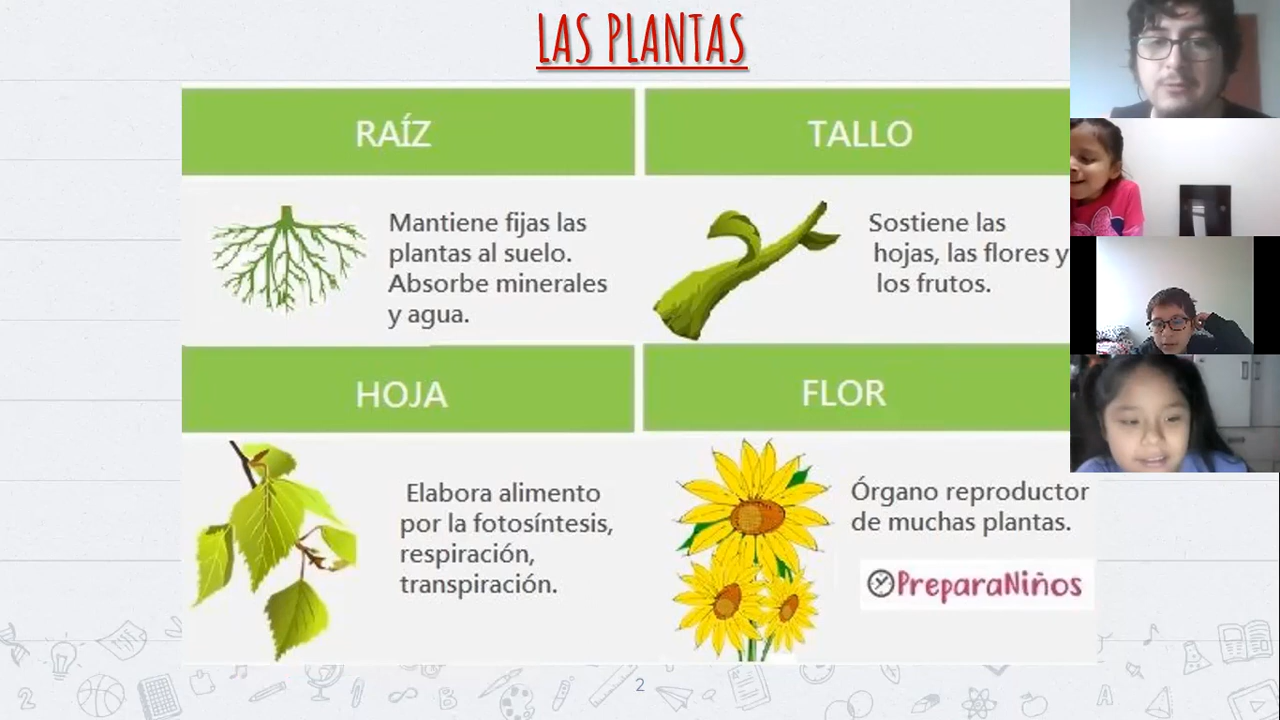 LAS PLANTAS
RAÍZ
Mantiene fijas las
plantas al suelo.
Absorbe minerales
y agua.
TALLO
Sostiene las
hojas, las flores y
los frutos.
HOJA
Elabora alimento
por la fotosíntesis,
respiración,
transpiración.
FLOR
Órgano reproductor
de muchas plantas.
PreparaNiños
2